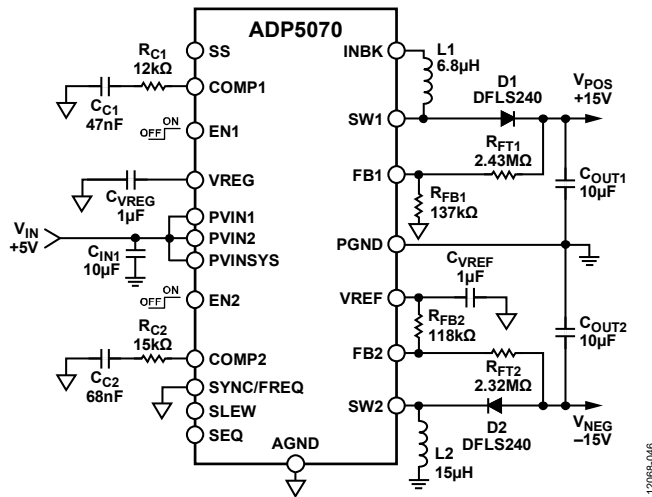 ADP5070
SS
RC1
12kΩ
CC1
47nF
COMP1
OFF ON
EN1
VREG
CVREG
1µF
VIN
+5V
CIN1
10µF
PVIN1
PVIN2
PVINSYS
OFF ON
EN2
RC2
15kΩ
CC2
68nF
COMP2
SYNC/FREQ
SLEW
SEQ
AGND
INBK
L1
6.8µH
D1
DFLS240
VPOS
+15V
SW1
RFT1
2.43MΩ
FB1
RFB1
137kΩ
COUT1
10µF
PGND
CVREF
1µF
VREF
RFB2
118kΩ
COUT2
10µF
FB2
RFT2
2.32MΩ
SW2
D2
DFLS240
VNEG
–15V
L2
15µH
12068-046